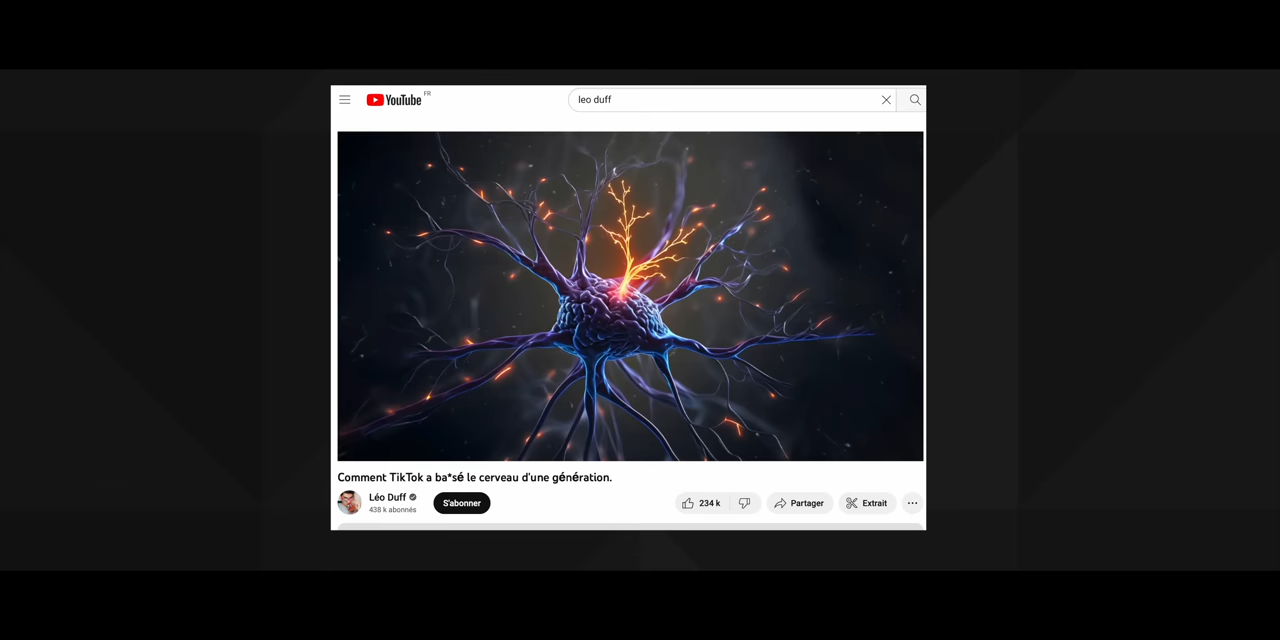 YouTube FR
leo duff
Comment TikTok a ba*sé le cerveau d'une génération.
Léo Duff
438 k abonnés
S'abonner
234 k
Partager
Extrait